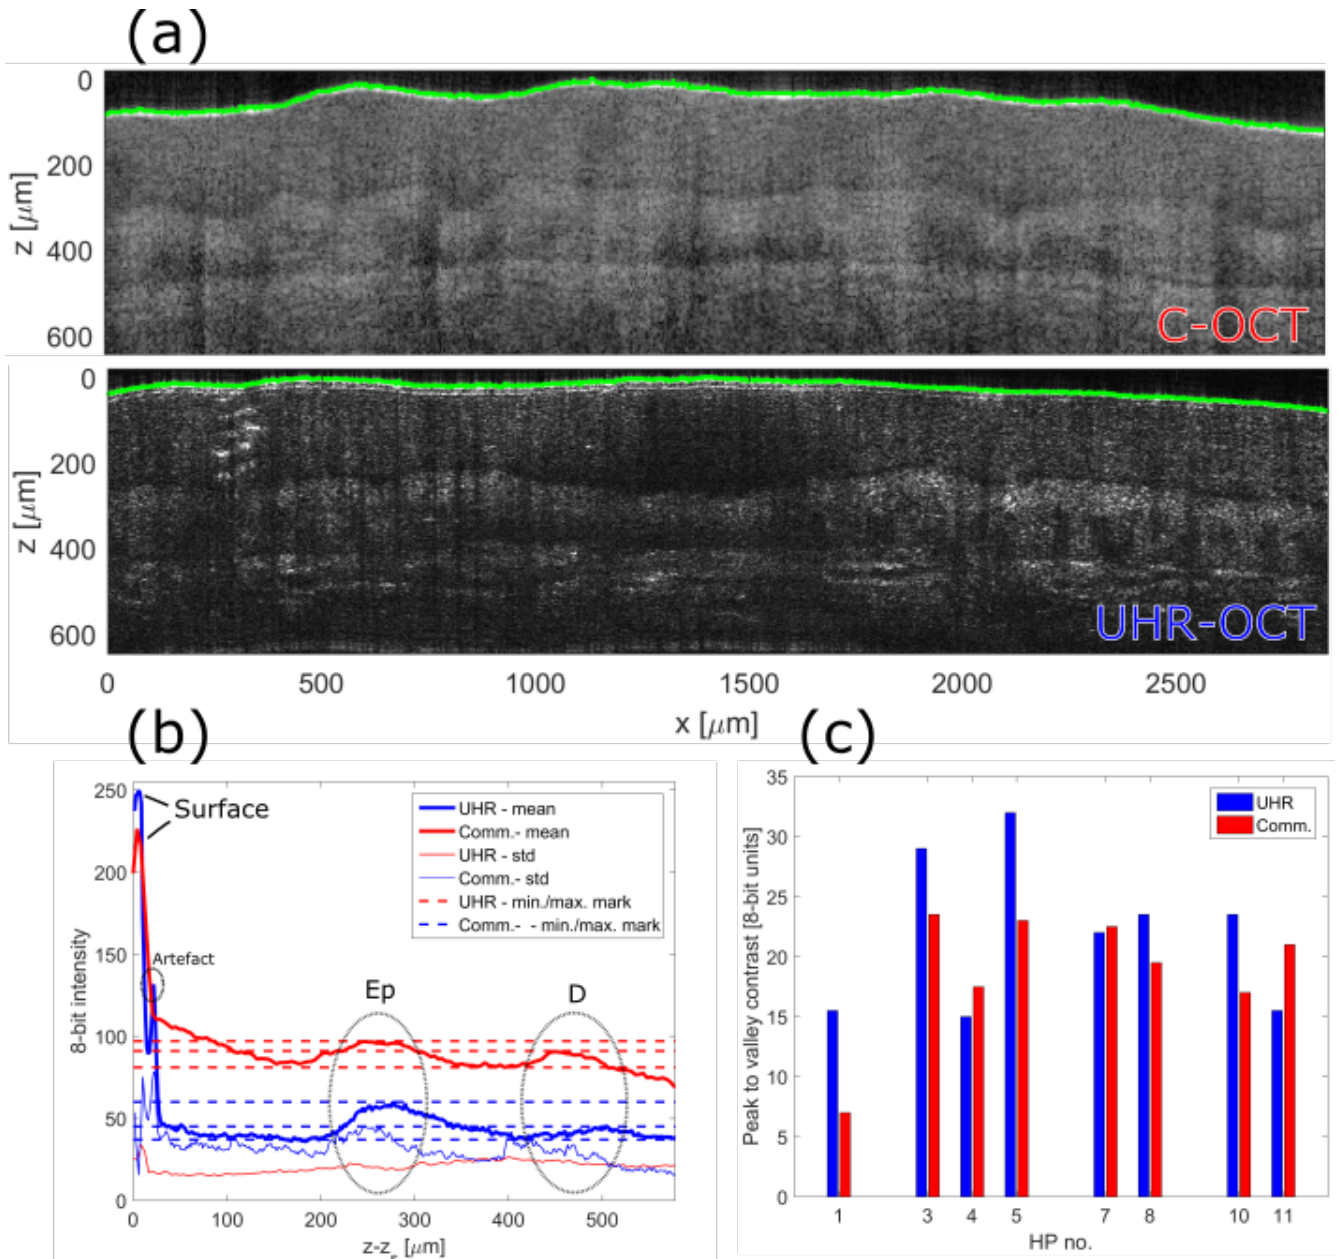 (a)
0
200
400
600
z [μm]
C-OCT
0
200
400
600
z [μm]
UHR-OCT
0 500 1000 1500 2000 2500
x [μm]
(b)
250
200
150
100
50
0
8-bit intensity
Surface
Artefact
Ep
D
UHR - mean
Comm.- mean
UHR - std
Comm.- std
UHR - min./max. mark
Comm.- - min./max. mark
0 100 200 300 400 500
z-zs [μm]
(c)
35
30
25
20
15
10
5
0
Peak to valley contrast [8-bit units]
UHR
Comm.
1 3 4 5 7 8 10 11
HP no.